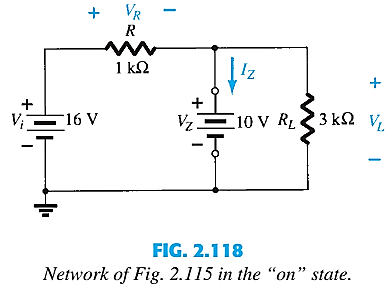 + V_R −
R
1 kΩ
I_Z
+ + +
V_i 16 V V_Z 10 V R_L 3 kΩ V_L
− − −
FIG. 2.118
Network of Fig. 2.115 in the “on” state.